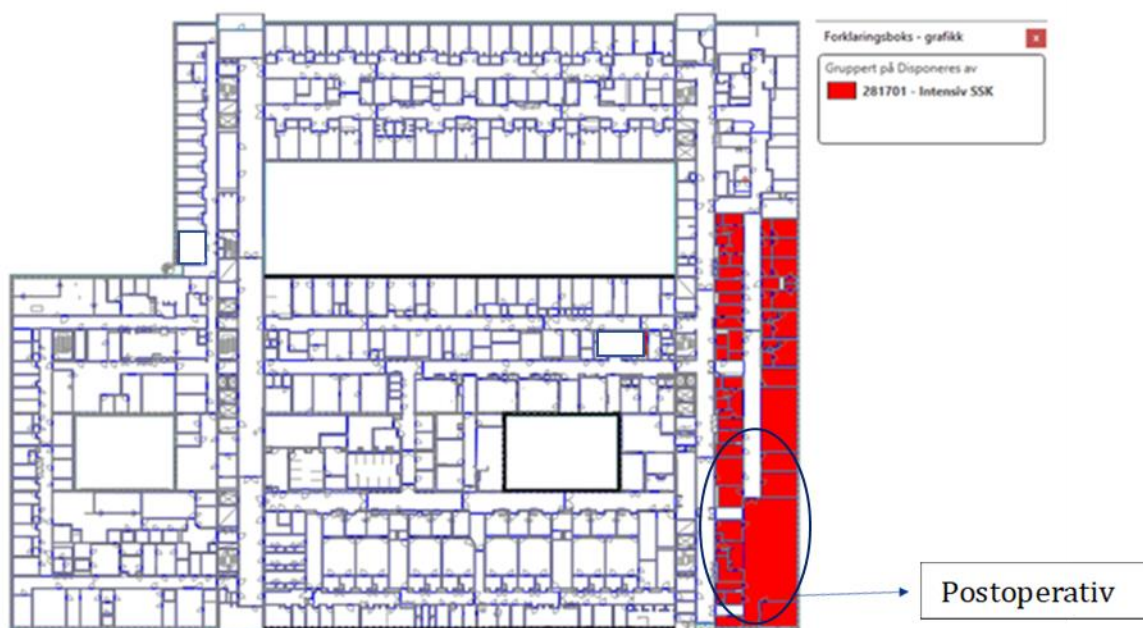 Forklaringsboks - grafikk
x
Gruppert på Disponeres av
281701 - Intensiv SSK
Postoperativ